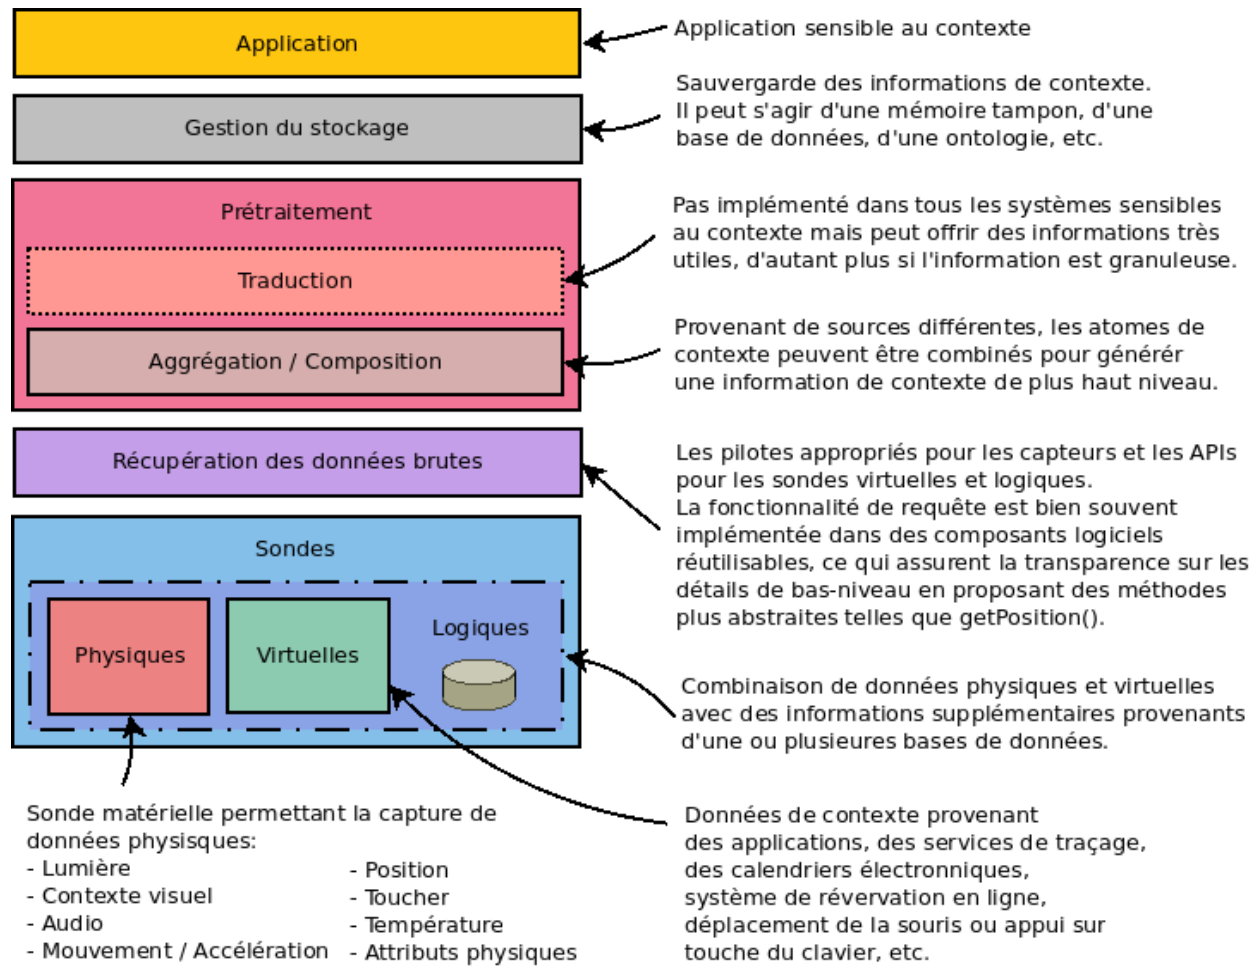 Application
Application sensible au contexte
Gestion du stockage
Sauvergarde des informations de contexte.
Il peut s'agir d'une mémoire tampon, d'une
base de données, d'une ontologie, etc.
Prétraitement
Traduction
Pas implémenté dans tous les systèmes sensibles
au contexte mais peut offrir des informations très
utiles, d'autant plus si l'information est granuleuse.
Aggrégation / Composition
Provenant de sources différentes, les atomes de
contexte peuvent être combinés pour générér
une information de contexte de plus haut niveau.
Récupération des données brutes
Les pilotes appropriés pour les capteurs et les APIs
pour les sondes virtuelles et logiques.
La fonctionnalité de requête est bien souvent
implémentée dans des composants logiciels
réutilisables, ce qui assurent la transparence sur les
détails de bas-niveau en proposant des méthodes
plus abstraites telles que getPosition().
Sondes
Physiques
Virtuelles
Logiques
Combinaison de données physiques et virtuelles
avec des informations supplémentaires provenants
d'une ou plusieures bases de données.
Sonde matérielle permettant la capture de
données physisques:
- Lumière
- Contexte visuel
- Audio
- Mouvement / Accélération
- Position
- Toucher
- Température
- Attributs physiques
Données de contexte provenant
des applications, des services de traçage,
des calendriers électronniques,
système de révervation en ligne,
déplacement de la souris ou appui sur
touche du clavier, etc.